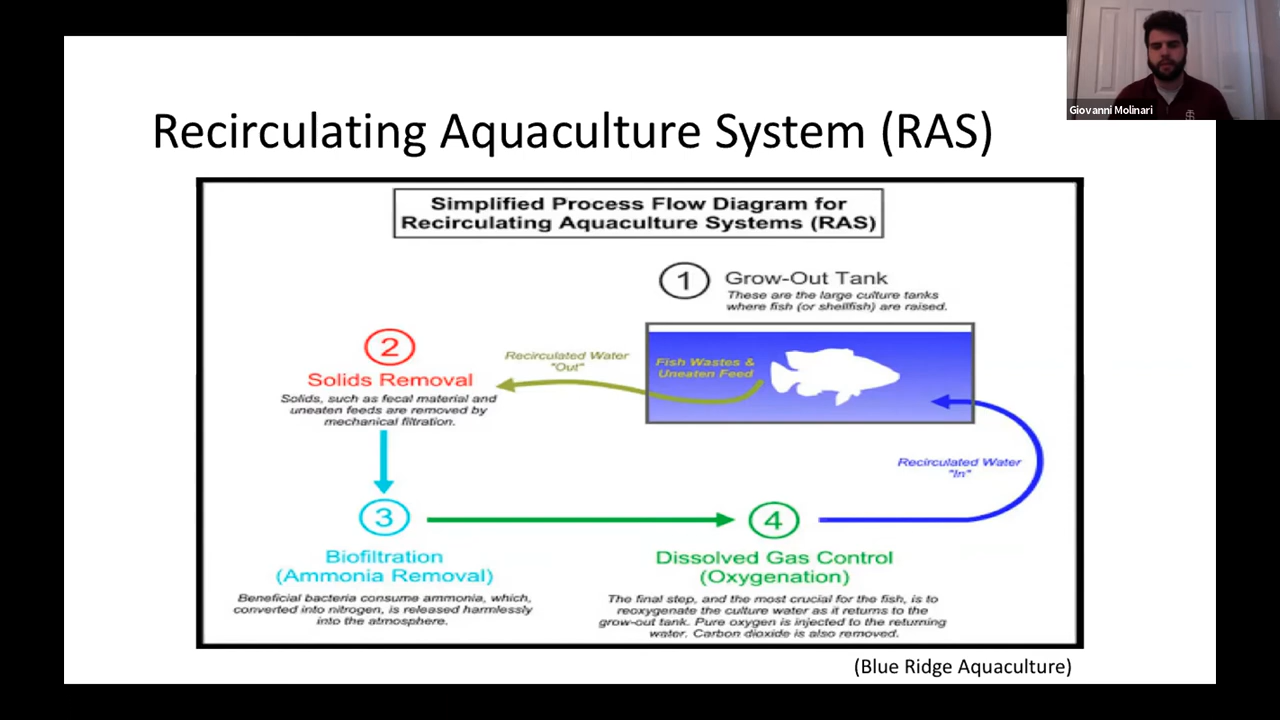 Giovanni Molinari
Recirculating Aquaculture System (RAS)
Simplified Process Flow Diagram for
Recirculating Aquaculture Systems (RAS)
1
Grow-Out Tank
These are the large culture tanks
where fish (or shellfish) are raised.
2
Solids Removal
Solids, such as fecal material and
uneaten feeds are removed by
mechanical filtration.
Recirculated Water
"Out"
Fish Wastes &
Uneaten Feed
Recirculated Water
"In"
3
Biofiltration
(Ammonia Removal)
Beneficial bacteria consume ammonia, which,
converted into nitrogen, is released harmlessly
into the atmosphere.
4
Dissolved Gas Control
(Oxygenation)
The final step, and the most crucial for the fish, is to
reoxygenate the culture water as it returns to the
grow-out tank. Pure oxygen is injected to the returning
water. Carbon dioxide is also removed.
(Blue Ridge Aquaculture)